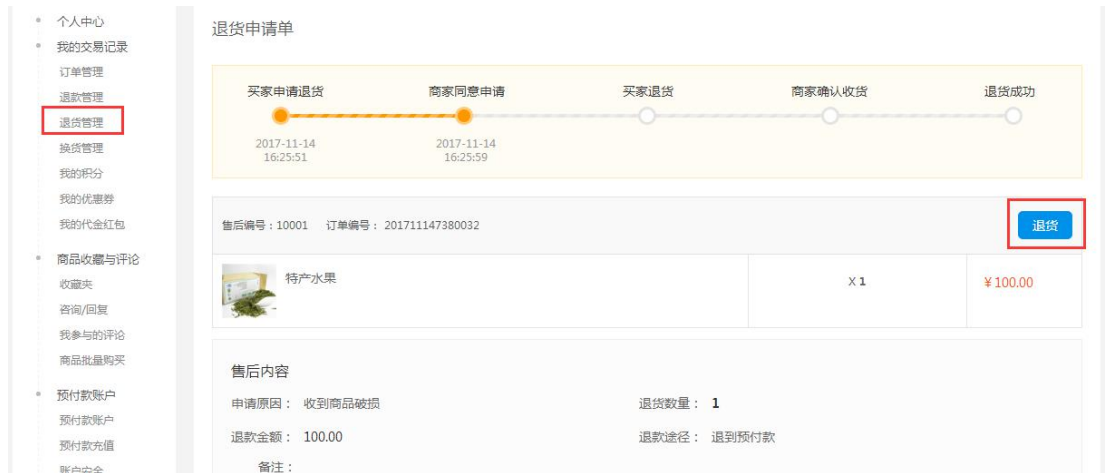 个人中心
我的交易记录
订单管理
退款管理
退货管理
换货管理
我的积分
我的优惠券
我的代金红包
商品收藏与评论
收藏夹
咨询/回复
我参与的评论
商品批量购买
预付款账户
预付款账户
预付款充值
账户安全
退货申请单
买家申请退货 商家同意申请 买家退货 商家确认收货 退货成功
2017-11-14 2017-11-14
16:25:51 16:25:59
售后编号：10001 订单编号：201711147380032 退货
特产水果 X 1 ￥100.00
售后内容
申请原因： 收到商品破损 退货数量： 1
退款金额： 100.00 退款途径： 退到预付款
备注：